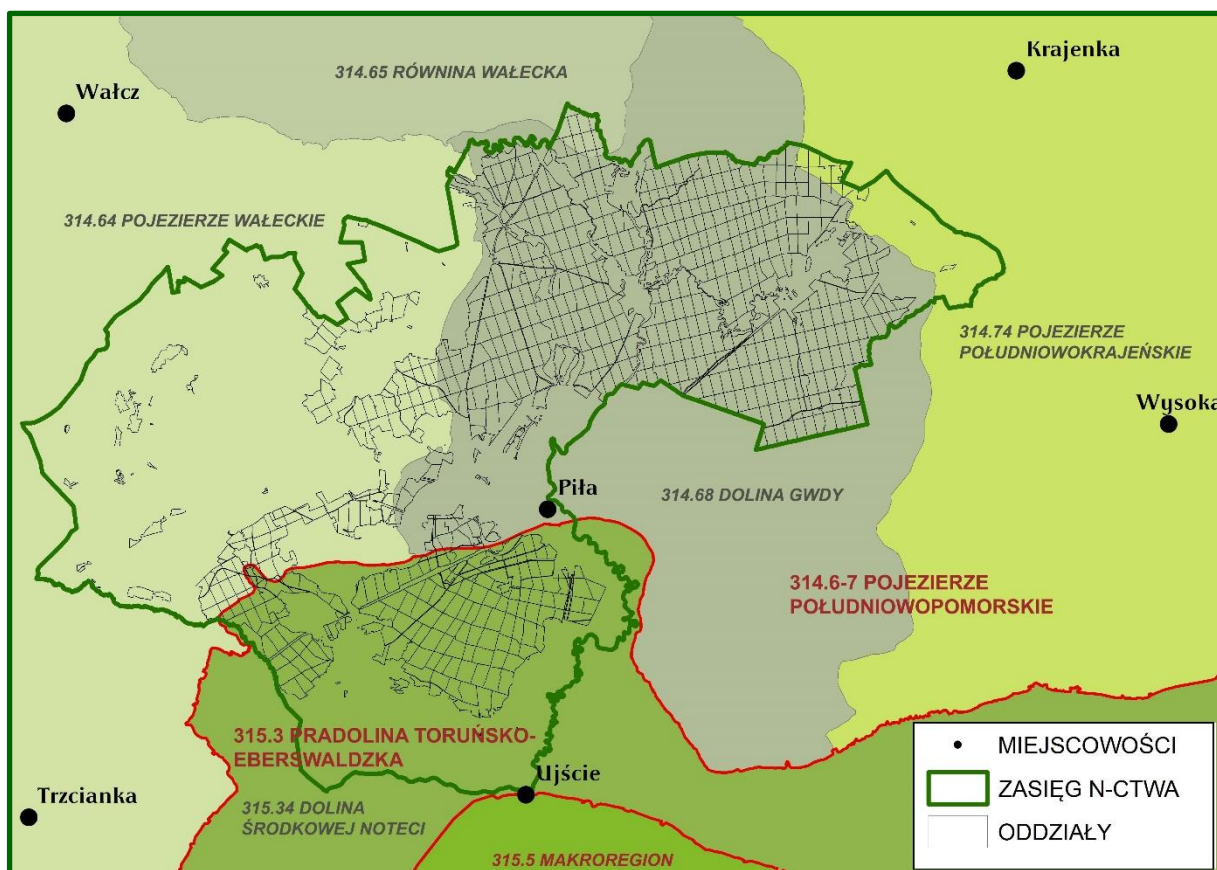 Krajenka
314.65 RÓWNINA WAŁECKA
Wałcz
314.64 POJEZIERZE WAŁECKIE
314.74 POJEZIERZE
POŁUDNIOWOKRAJEŃSKIE
Wysoka
Piła
314.68 DOLINA GWDY
314.6-7 POJEZIERZE
POŁUDNIOWOPOMORSKIE
315.3 PRADOLINA TORUŃSKO-
EBERSWALDZKA
Ujście
Trzcianka
315.34 DOLINA
ŚRODKOWEJ NOTECI
315.5 MAKROREGION
MIEJSCOWOŚCI
ZASIĘG N-CTWA
ODDZIAŁY